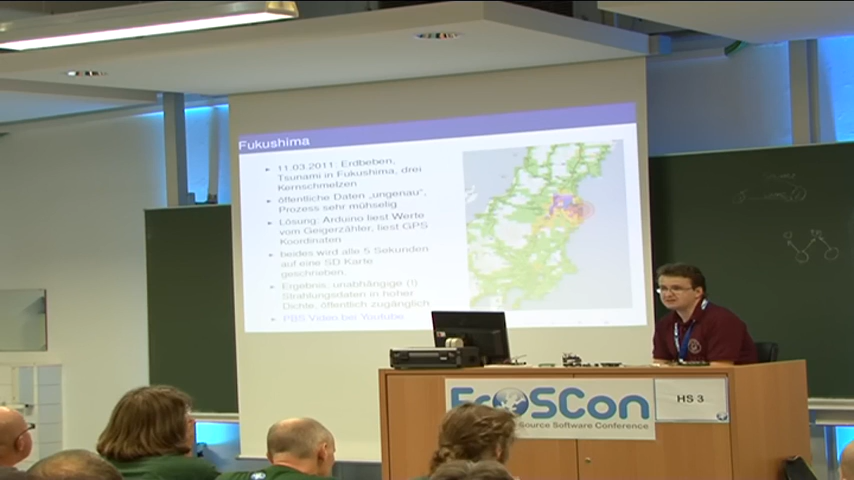 Fukushima
11.03.2011: Erdbeben,
Tsunami in Fukushima, drei
Kernschmelzen
öffentliche Daten „ungenau“,
Prozess sehr mühselig
Lösung: Arduino liest Werte
vom Geigerzähler, liest GPS
Koordinaten
beides wird alle 5 Sekunden
auf eine SD Karte
geschrieben.
Ergebnis: unabhängige (!)
Strahlungsdaten in hoher
Dichte, öffentlich zugänglich
PBS Video bei Youtube
FrOSCon
Source Software Conference
HS 3